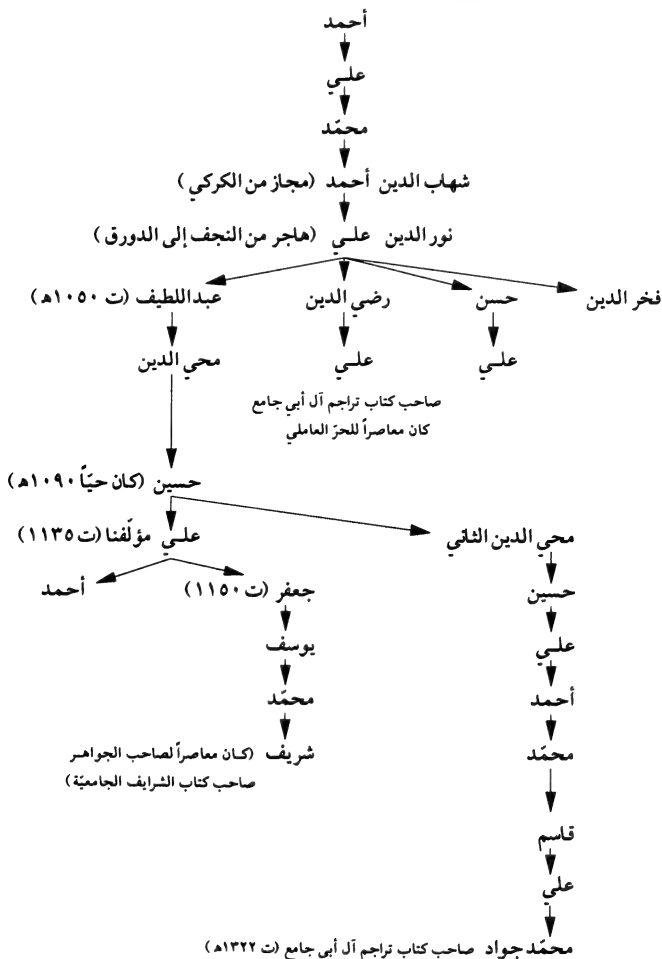 أحمد
علي
محمّد
شهاب الدين أحمد (مجاز من الكركي)
نور الدين علي (هاجر من النجف إلى الدورق)
فخر الدين حسن رضي الدين عبداللطيف (ت ١٠٥٠ه)
علي علي محي الدين
صاحب كتاب تراجم آل أبي جامع
كان معاصراً للحرّ العاملي
حسين (كان حيّاً ١٠٩٠ه)
محي الدين الثاني علي مؤلّفنا (ت ١١٣٥)
حسين جعفر (ت ١١٥٠) أحمد
علي يوسف
أحمد محمّد
محمّد شريف (كان معاصراً لصاحب الجواهر
صاحب كتاب الشرايف الجامعيّة)
قاسم
علي
محمّد جواد صاحب كتاب تراجم آل أبي جامع (ت ١٣٢٢ه)